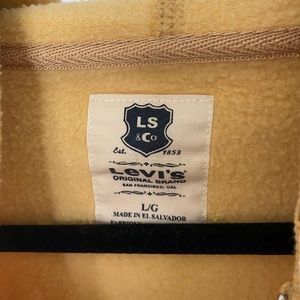 LS
& Co
Est. 1853
Levi's
ORIGINAL BRAND
SAN FRANCISCO, CAL
L/G
MADE IN EL SALVADOR